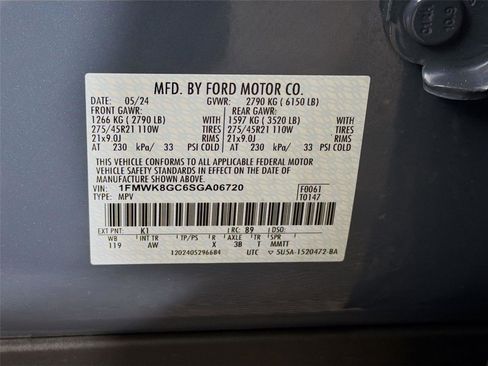 MFD. BY FORD MOTOR CO.
DATE: 05/24 GVWR: 2790 KG ( 6150 LB)
FRONT GAWR: REAR GAWR:
1266 KG ( 2790 LB) WITH 1597 KG ( 3520 LB) WITH
275/45R21 110W TIRES 275/45R21 110W TIRES
21x9.0J RIMS 21x9.0J RIMS
AT 230 kPa/ 33 PSI COLD AT 230 kPa/ 33 PSI COLD
THIS VEHICLE CONFORMS TO ALL APPLICABLE FEDERAL MOTOR
VEHICLE SAFETY STANDARDS IN EFFECT ON THE DATE OF
MANUFACTURE SHOWN ABOVE.
VIN: 1FMWK8GC6SGA06720 F0061
TYPE: MPV T0147
EXT PNT: K1 RC: 89 DSO:
WB INT TR TP/PS R AXLE TR SPR
119 AW X 3B T MMTT
1202405296684 UTC 5U5A-1520472-BA
10.9